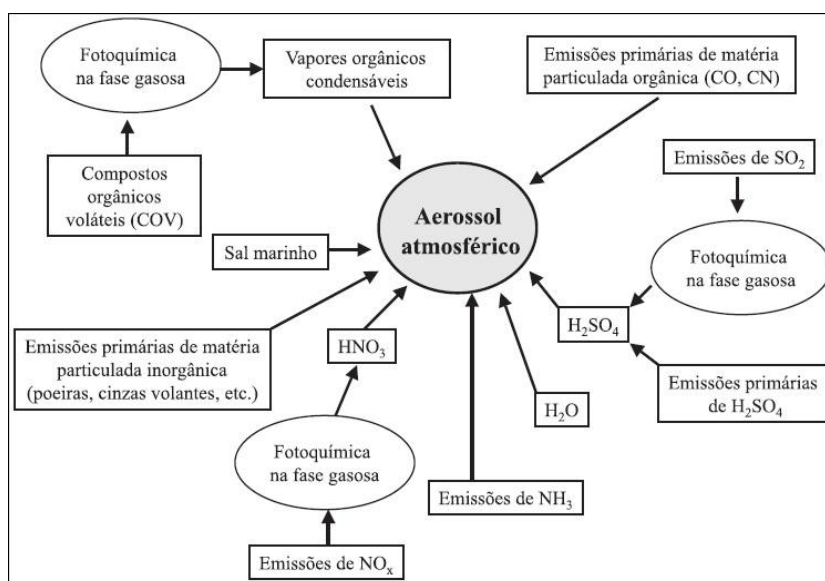 Fotoquímica
na fase gasosa
Vapores orgânicos
condensáveis
Emissões primárias de matéria
particulada orgânica (CO, CN)
Compostos
orgânicos
voláteis (COV)
Emissões de SO₂
Aerossol
atmosférico
Sal marinho
Fotoquímica
na fase gasosa
Emissões primárias de matéria
particulada inorgânica
(poeiras, cinzas volantes, etc.)
HNO₃
H₂SO₄
H₂O
Emissões primárias
de H₂SO₄
Fotoquímica
na fase gasosa
Emissões de NH₃
Emissões de NOₓ